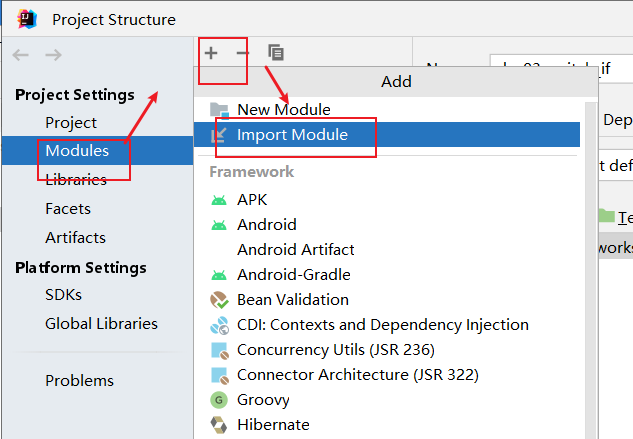 Project Structure
Project Settings
Project
Modules
Libraries
Facets
Artifacts
Platform Settings
SDKs
Global Libraries
Problems
Add
New Module
Import Module
Framework
APK
Android
Android Artifact
Android-Gradle
Bean Validation
CDI: Contexts and Dependency Injection
Concurrency Utils (JSR 236)
Connector Architecture (JSR 322)
Groovy
Hibernate
Dep
t def
Te
works